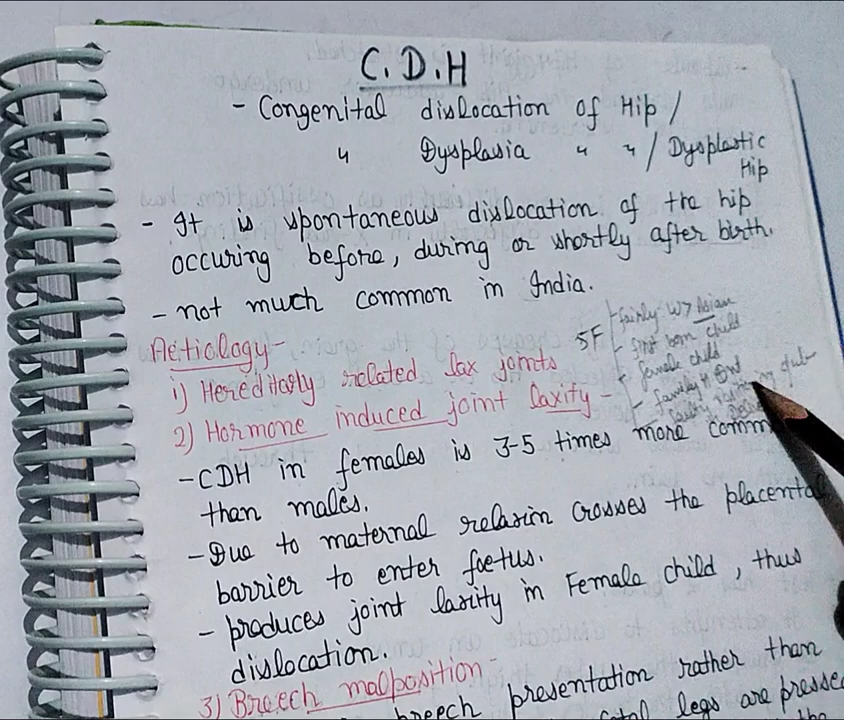 C.D.H
- Congenital dislocation of Hip /
" Dysplasia " " / Dysplastic
Hip
- It is spontaneous dislocation of the hip
occuring before, during or shortly after birth.
- not much common in India.
Aetiology -
5F
fairly W > Asian
first born child
female child
family H
1) Hereditary related lax joints
2) Hormone induced joint laxity -
- CDH in females is 3-5 times more comm
than males.
- Due to maternal relaxin crosses the placental
barrier to enter foetus.
- produces joint laxity in Female child, thus
dislocation.
3) Breech malposition -
breech presentation rather than
legs are presse